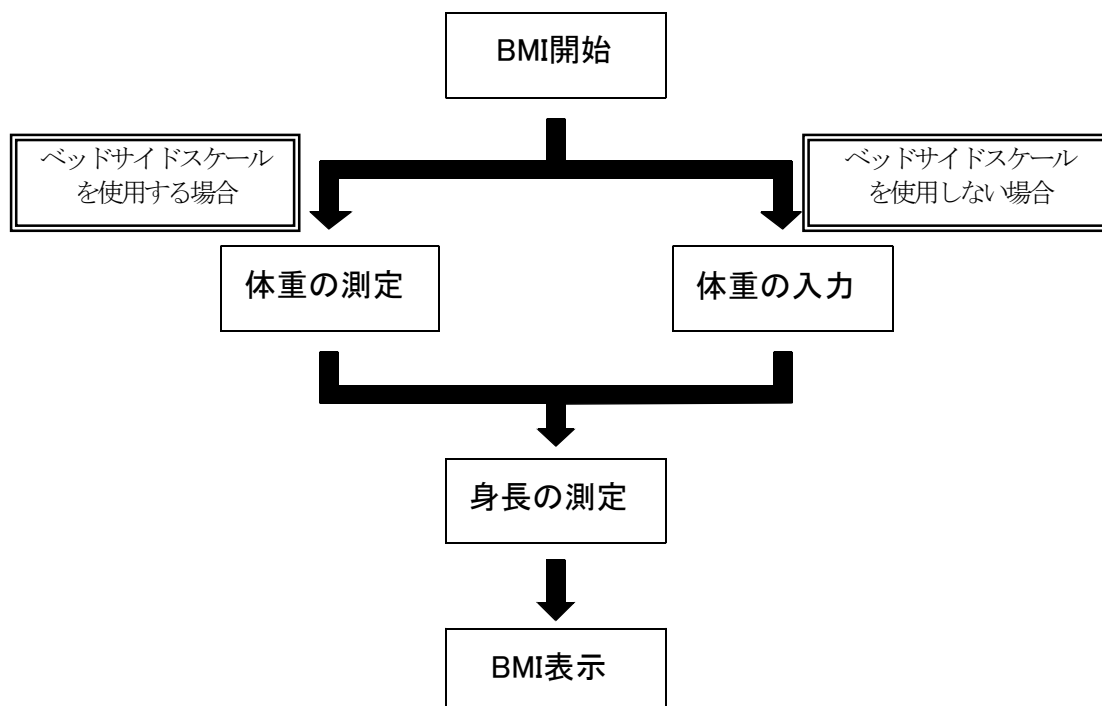 BMI開始
ベッドサイドスケール
を使用する場合
ベッドサイドスケール
を使用しない場合
体重の測定
体重の入力
身長の測定
BMI表示